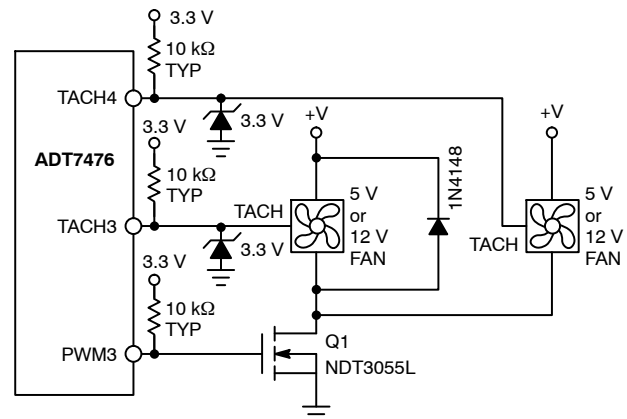 3.3 V
10 kΩ
TYP
TACH4
3.3 V
+V
+V
3.3 V
ADT7476
10 kΩ
TYP
1N4148
TACH
5 V
or
12 V
FAN
TACH3
3.3 V
TACH
5 V
or
12 V
FAN
3.3 V
10 kΩ
TYP
Q1
NDT3055L
PWM3